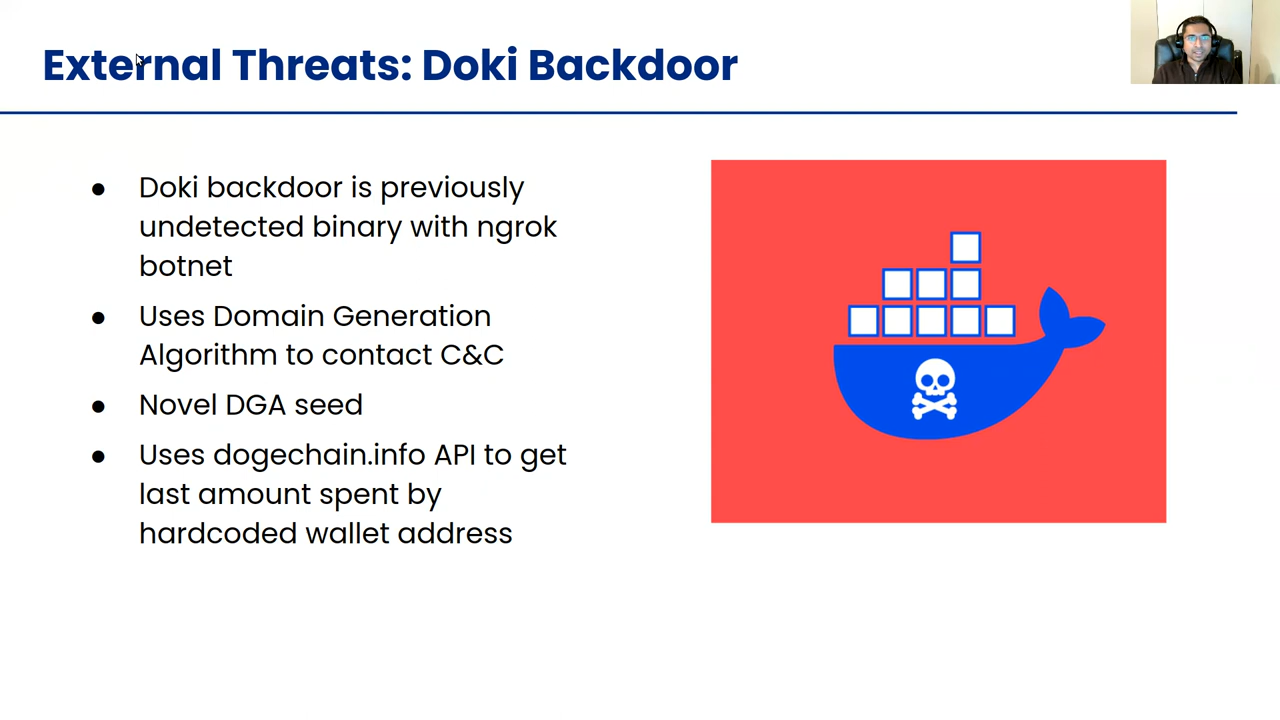 External Threats: Doki Backdoor
● Doki backdoor is previously
undetected binary with ngrok
botnet
● Uses Domain Generation
Algorithm to contact C&C
● Novel DGA seed
● Uses dogechain.info API to get
last amount spent by
hardcoded wallet address